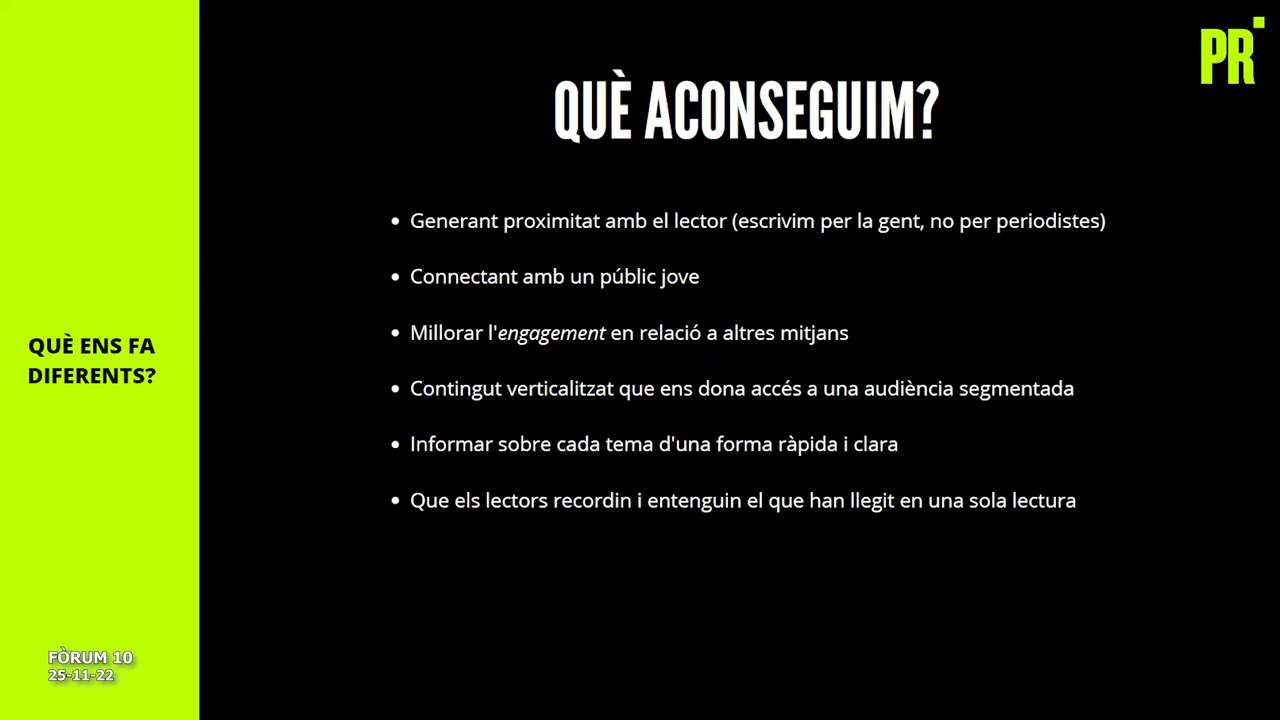 PR
QUÈ ACONSEGUIM?
• Generant proximitat amb el lector (escrivim per la gent, no per periodistes)
• Connectant amb un públic jove
• Millorar l'engagement en relació a altres mitjans
• Contingut verticalitzat que ens dona accés a una audiència segmentada
• Informar sobre cada tema d'una forma ràpida i clara
• Que els lectors recordin i entenguin el que han llegit en una sola lectura
QUÈ ENS FA
DIFERENTS?
FÒRUM 10
25-11-22